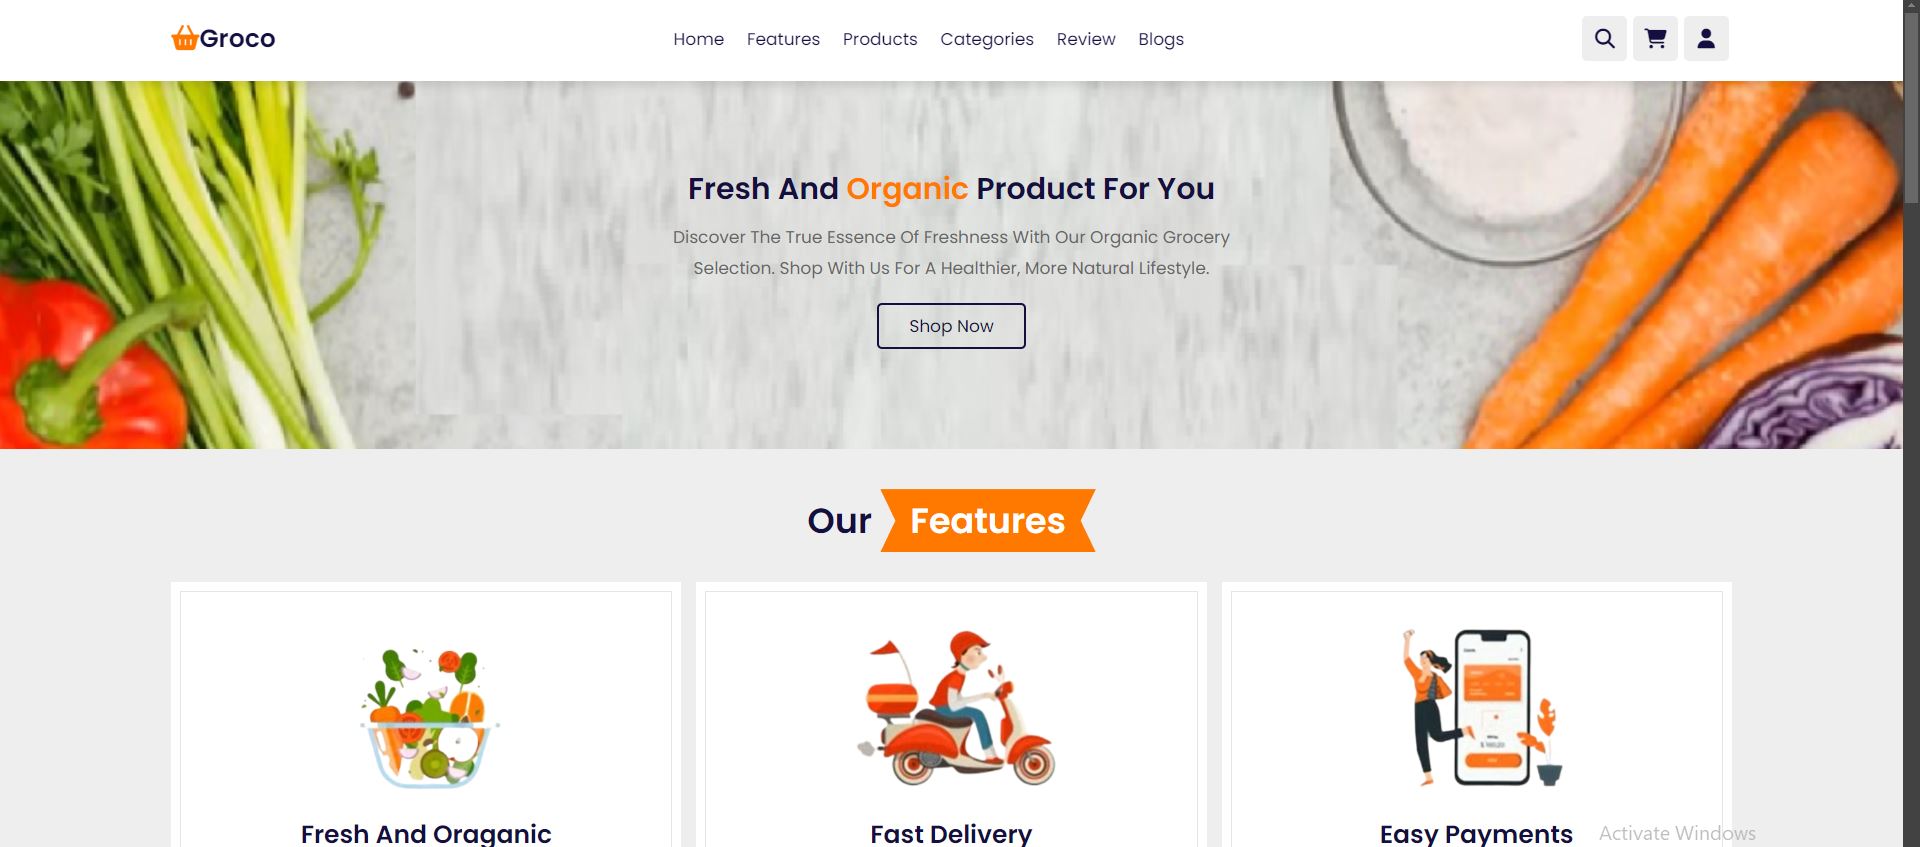 Groco
Home Features Products Categories Review Blogs
Fresh And Organic Product For You
Discover The True Essence Of Freshness With Our Organic Grocery
Selection. Shop With Us For A Healthier, More Natural Lifestyle.
Shop Now
Our Features
Fresh And Oraganic
Fast Delivery
Easy Payments
Activate Windows